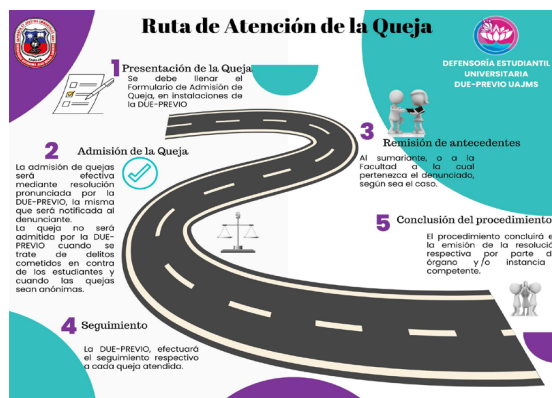 Ruta de Atención de la Queja
DEFENSORÍA ESTUDIANTIL
UNIVERSITARIA
DUE-PREVIO UAJMS
1 Presentación de la Queja
Se debe llenar el
Formulario de Admisión de
Queja, en instalaciones de
la DUE-PREVIO
2 Admisión de la Queja
La admisión de quejas
será efectiva
mediante resolución
pronunciada por la
DUE-PREVIO, la misma
que será notificada al
denunciante.
La queja no será
admitida por la DUE-
PREVIO cuando se
trate de delitos
cometidos en contra
de los estudiantes y
cuando las quejas
sean anónimas.
3
Remisión de antecedentes
Al sumariante, o a la
Facultad a la cual
pertenezca el denunciado,
según sea el caso.
4 Seguimiento
La DUE-PREVIO, efectuará
el seguimiento respectivo
a cada queja atendida.
5 Conclusión del procedimiento
El procedimiento concluirá
la emisión de la
respectiva por parte
órgano y/o instancia
competente.